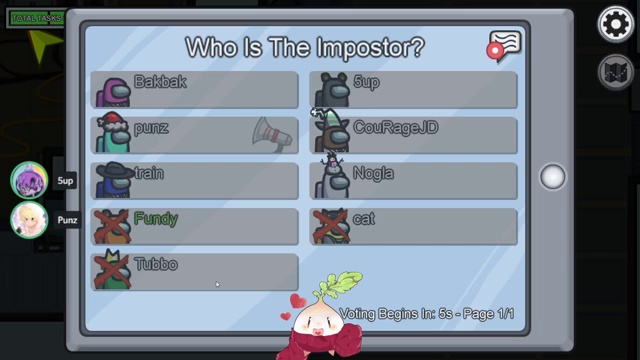 TOTAL TASKS
Who Is The Impostor?
Bakbak
5up
punz
CouRageJD
train
Nogla
5up
Punz
Fundy
cat
Tubbo
Voting Begins In: 5s - Page 1/1